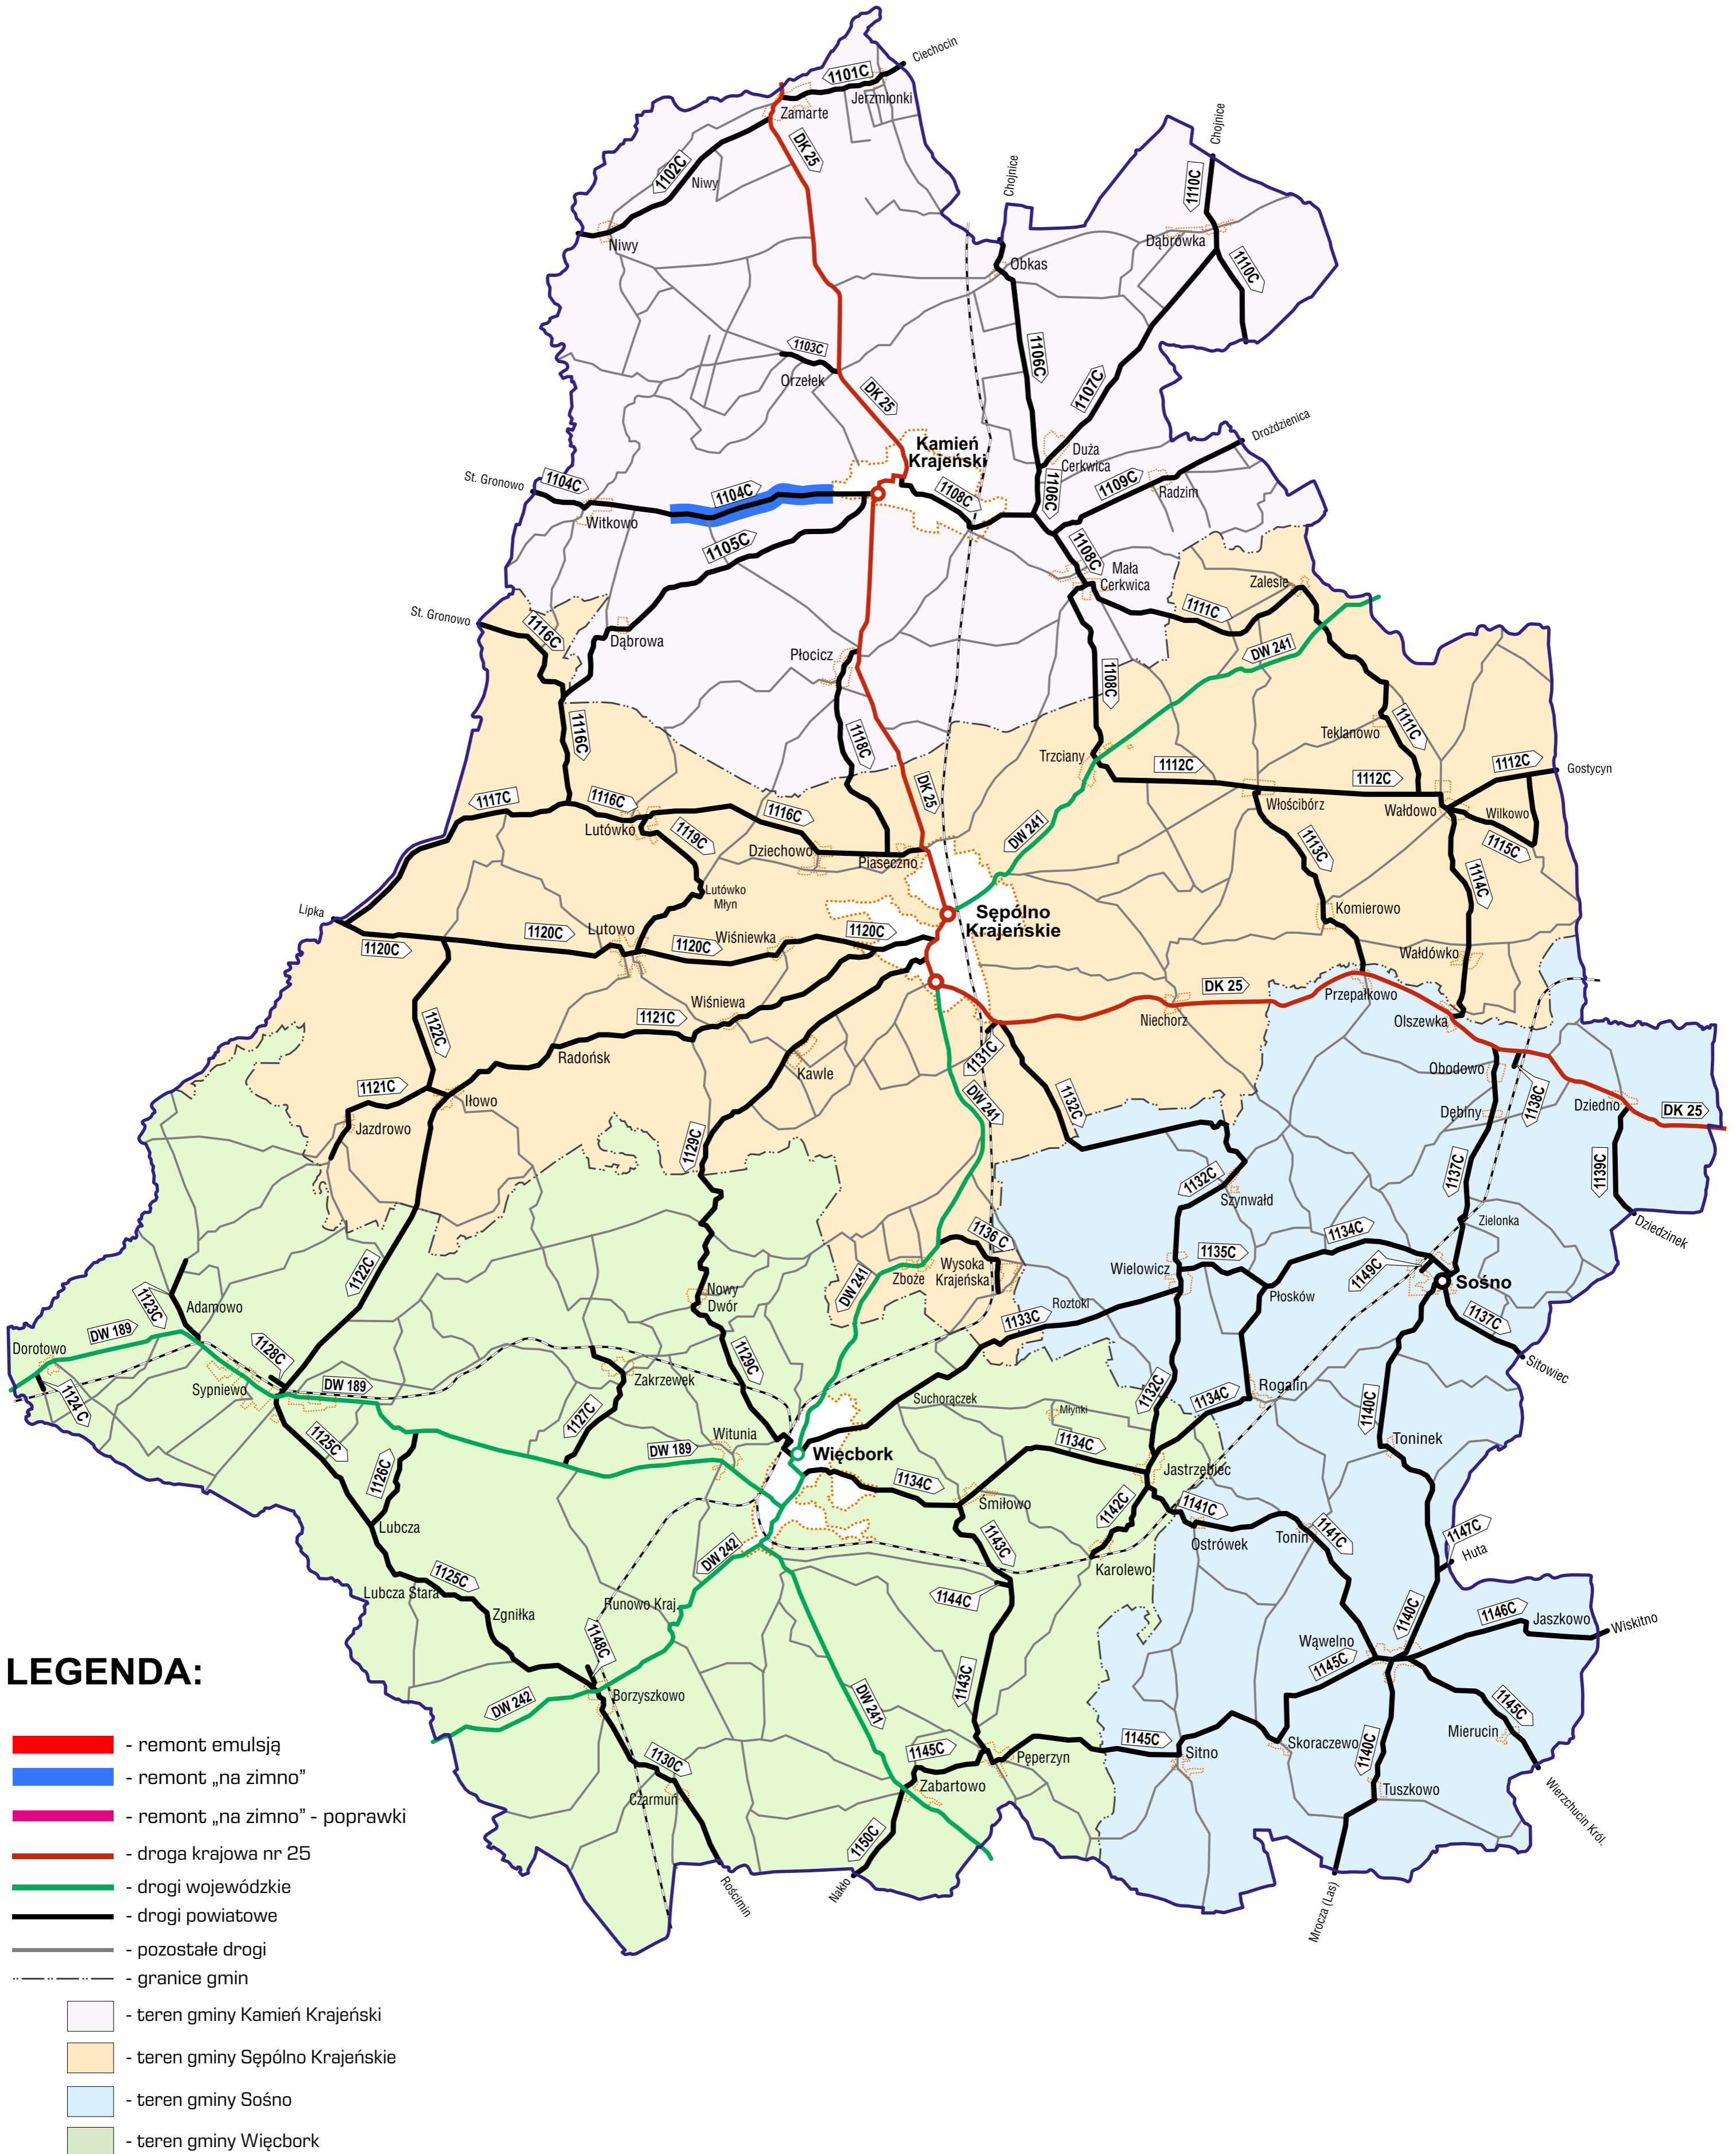 Ciechocin
1101C
Jerzmionki
Zamarte
DK 25
1102C
Niwy
Niwy
Chojnice
Chojnice
1110C
Dąbrówka
1110C
Obkas
1103C
Orzełek
1106C
DK 25
1107C
Kamień
Krajeński
Duża
Cerkwica
Drożdzienica
St. Gronowo
1104C
1104C
Witkowo
1108C
1106C
1109C
Radzim
1105C
1108C
Mała
Cerkwica
Zalesie
St. Gronowo
1116C
Dąbrowa
1111C
DW 241
Płocicz
1108C
1116C
1118C
Teklanowo
1111C
Trzciany
1112C
1112C
1112C
Gostycyn
DK 25
1117C
1116C
1116C
Lutówko
1119C
Włościbórz
Wałdowo
Wilkowo
DW 241
Dziechowo
Piaseczno
1113C
1115C
Lutówko
Młyn
1114C
Lipka
Sępólno
Krajeńskie
Komierowo
1120C
1120C
Lutowo
1120C
Wiśniewka
1120C
Wałdówko
DK 25
Przepałkowo
Wiśniewa
1121C
Niechorz
Olszewka
1122C
Radońsk
1131C
Kawle
Obodowo
1138C
1121C
Iłowo
DW 241
1132C
Dębiny
Dziedno
DK 25
Jazdrowo
1129C
1137C
1139C
1132C
Szynwałd
Zielonka
Dziedzinek
1136 C
1134C
1135C
Wysoka
Krajeńska
Zboże
Wielowicz
1149C
Sośno
1122C
DW 241
Nowy
Dwór
Roztoki
Płosków
1123C
Adamowo
1133C
1137C
DW 189
Dorotowo
1128C
1129C
Sitowiec
Zakrzewek
Sypniewo
DW 189
1124 C
Suchorączek
1132C
1134C
Rogalin
Młynki
1140C
1127C
1125C
Witunia
DW 189
Więcbork
1134C
Toninek
1126C
1134C
Jastrzębiec
Śmiłowo
1142C
1141C
Lubcza
Ostrówek
Tonin
1141C
1147C
1143C
Huta
DW 242
Karolewo
1125C
Lubcza Stara
1144C
Runowo Kraj.
Zgniłka
1140C
1146C
Jaszkowo
Wiskitno
1148C
Wąwelno
1145C
1143C
DW 242
Borzyszkowo
DW 241
1145C
Mierucin
1130C
1145C
Pęperzyn
1145C
Sitno
Skoraczewo
1140C
Czarmuń
Zabartowo
Tuszkowo
Wierzchucin Król.
1150C
Rościmin
Nakło
Mrocza (Las)
LEGENDA:
- remont emulsją
- remont „na zimno”
- remont „na zimno” - poprawki
- droga krajowa nr 25
- drogi wojewódzkie
- drogi powiatowe
- pozostałe drogi
- granice gmin
- teren gminy Kamień Krajeński
- teren gminy Sępólno Krajeńskie
- teren gminy Sośno
- teren gminy Więcbork